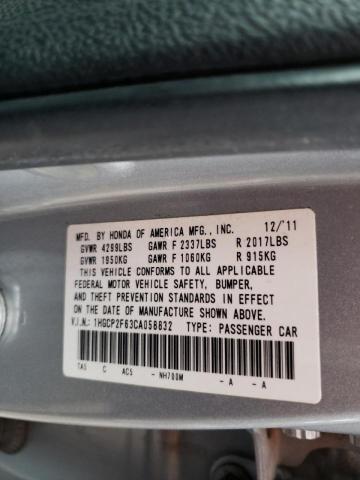 MFD. BY HONDA OF AMERICA MFG., INC. 12/'11
GVWR 4299LBS GAWR F 2337LBS R 2017LBS
GVWR 1950KG GAWR F 1060KG R 915KG
THIS VEHICLE CONFORMS TO ALL APPLICABLE
FEDERAL MOTOR VEHICLE SAFETY, BUMPER,
AND THEFT PREVENTION STANDARDS IN EFFECT
ON THE DATE OF MANUFACTURE SHOWN ABOVE.
V.I.N.: 1HGCP2F63CA058832 TYPE: PASSENGER CAR
TA5 C AC5 - NH700M - A - A